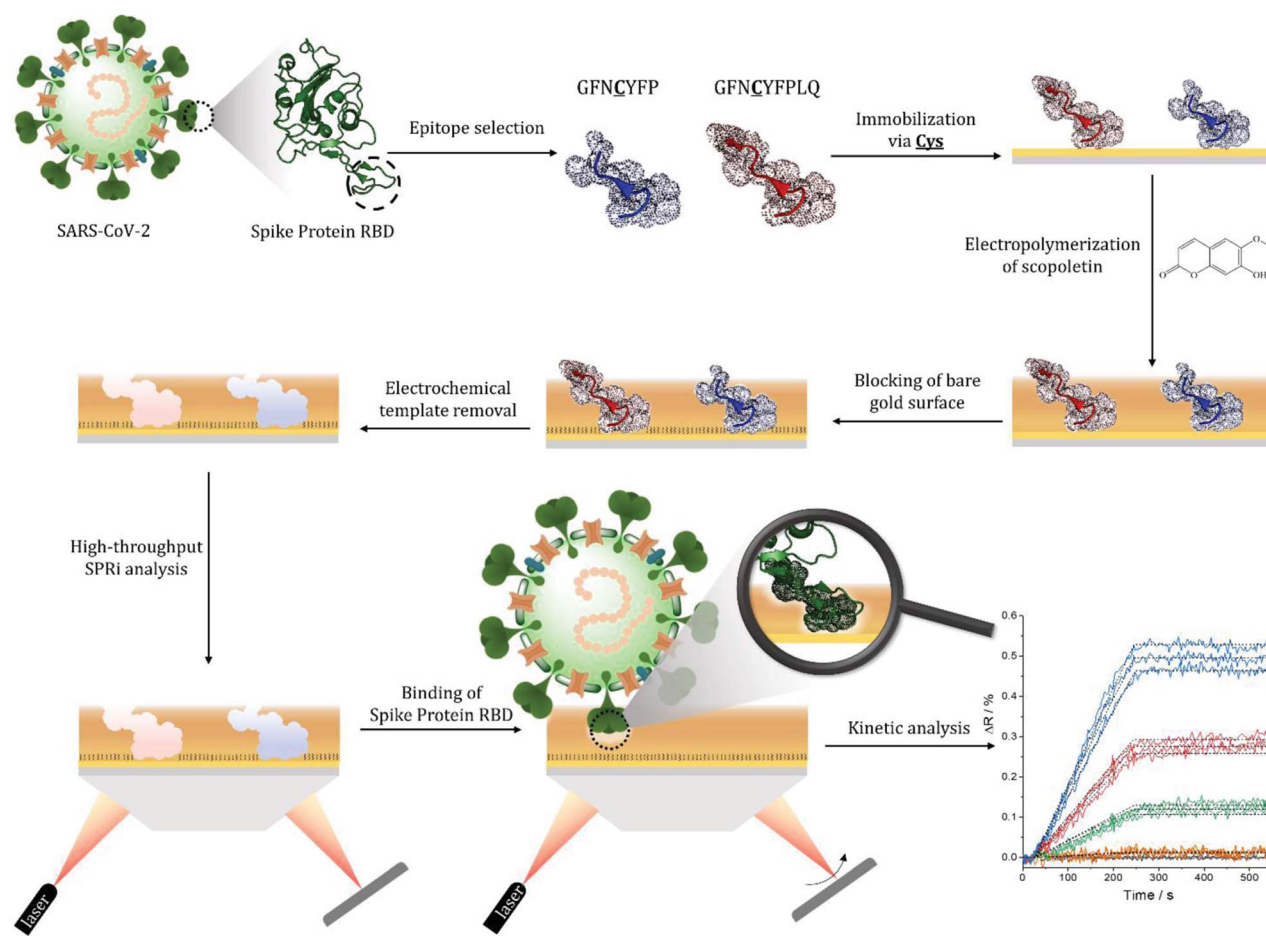 GFNCYFP
GFNCYFPLQ
Epitope selection
Immobilization
via Cys
SARS-CoV-2
Spike Protein RBD
Electropolymerization
of scopoletin
O
O
O
OH
Electrochemical
template removal
Blocking of bare
gold surface
High-throughput
SPRi analysis
Binding of
Spike Protein RBD
Kinetic analysis
laser
laser
ΔR / %
0.6
0.5
0.4
0.3
0.2
0.1
0.0
0
100
200
300
400
500
Time / s